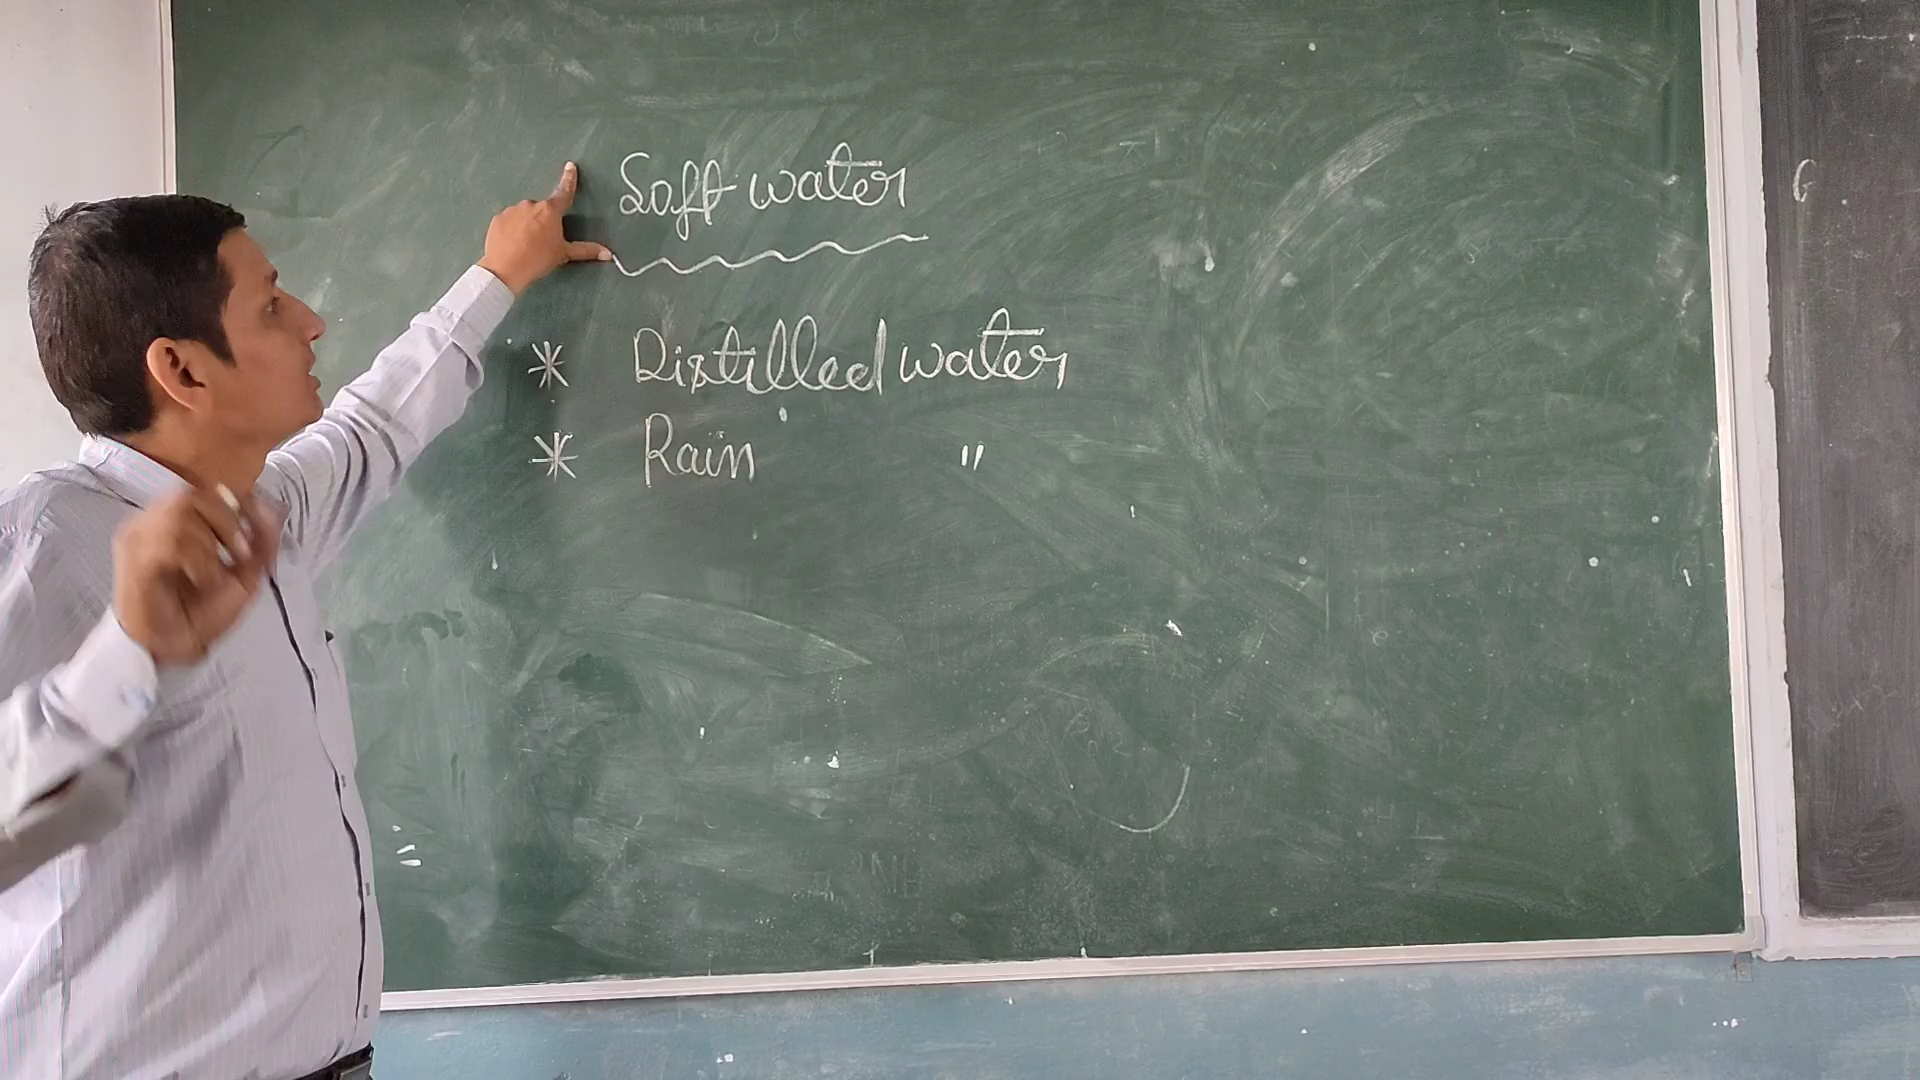 Soft water
* Distilled water
* Rain "
G